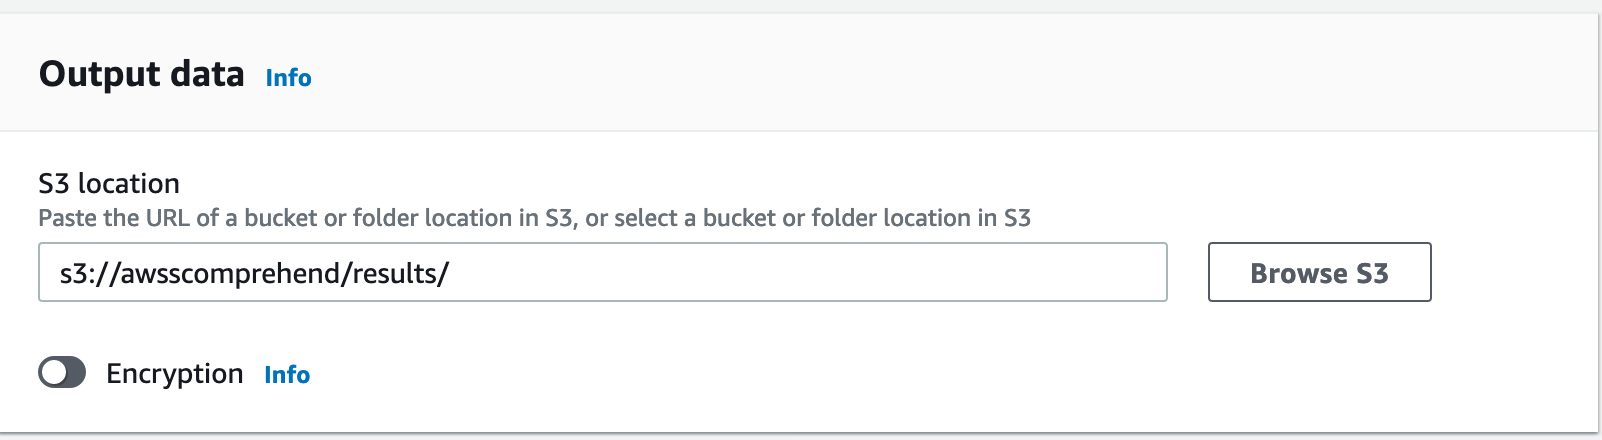 Output data Info
S3 location
Paste the URL of a bucket or folder location in S3, or select a bucket or folder location in S3
s3://awsscomprehend/results/ Browse S3
Encryption Info